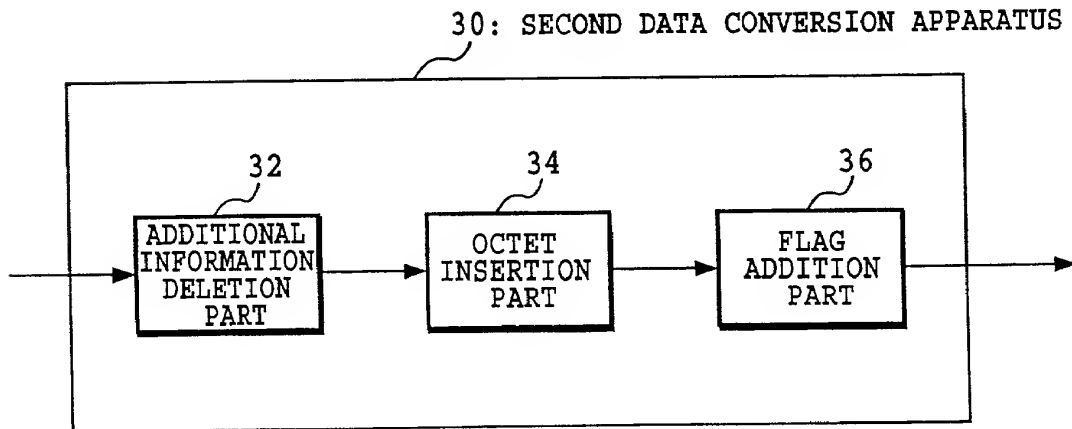 30: SECOND DATA CONVERSION APPARATUS
32
34
36
ADDITIONAL
INFORMATION
DELETION
PART
OCTET
INSERTION
PART
FLAG
ADDITION
PART